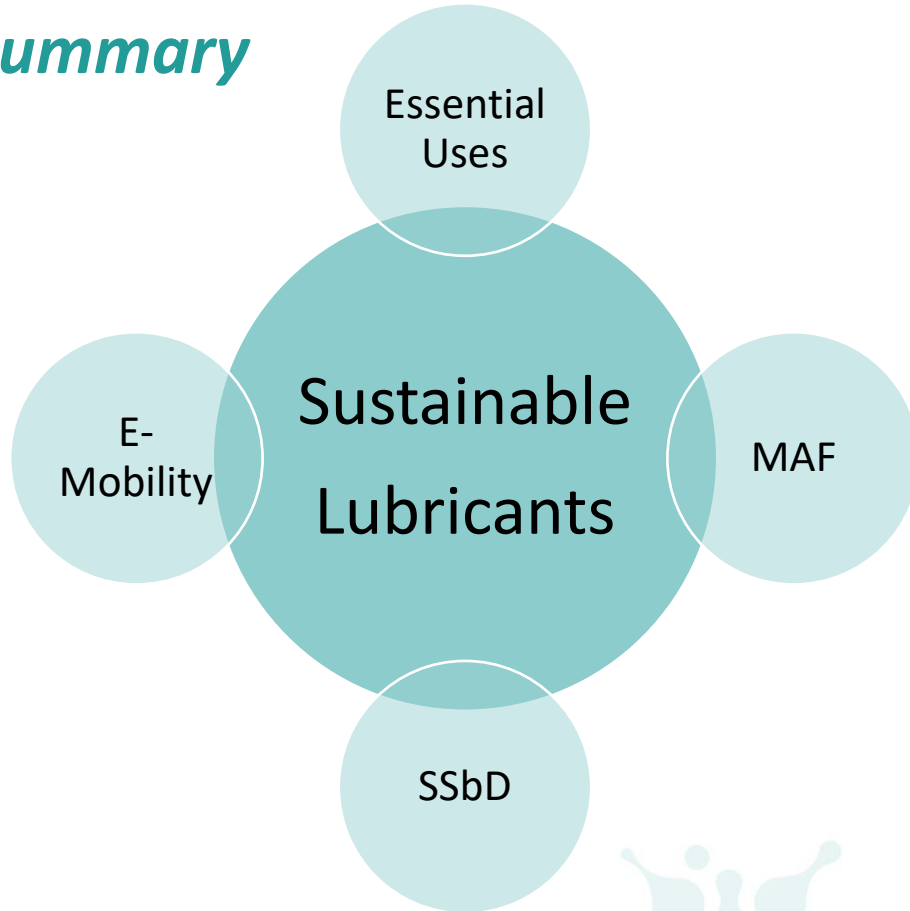 ummary
Essential
Uses
Sustainable
Lubricants
E-
Mobility
MAF
SSbD